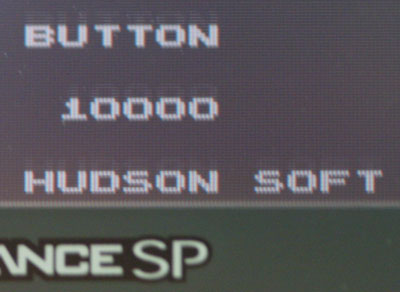 BUTTON
10000
HUDSON SOFT
ANCE SP